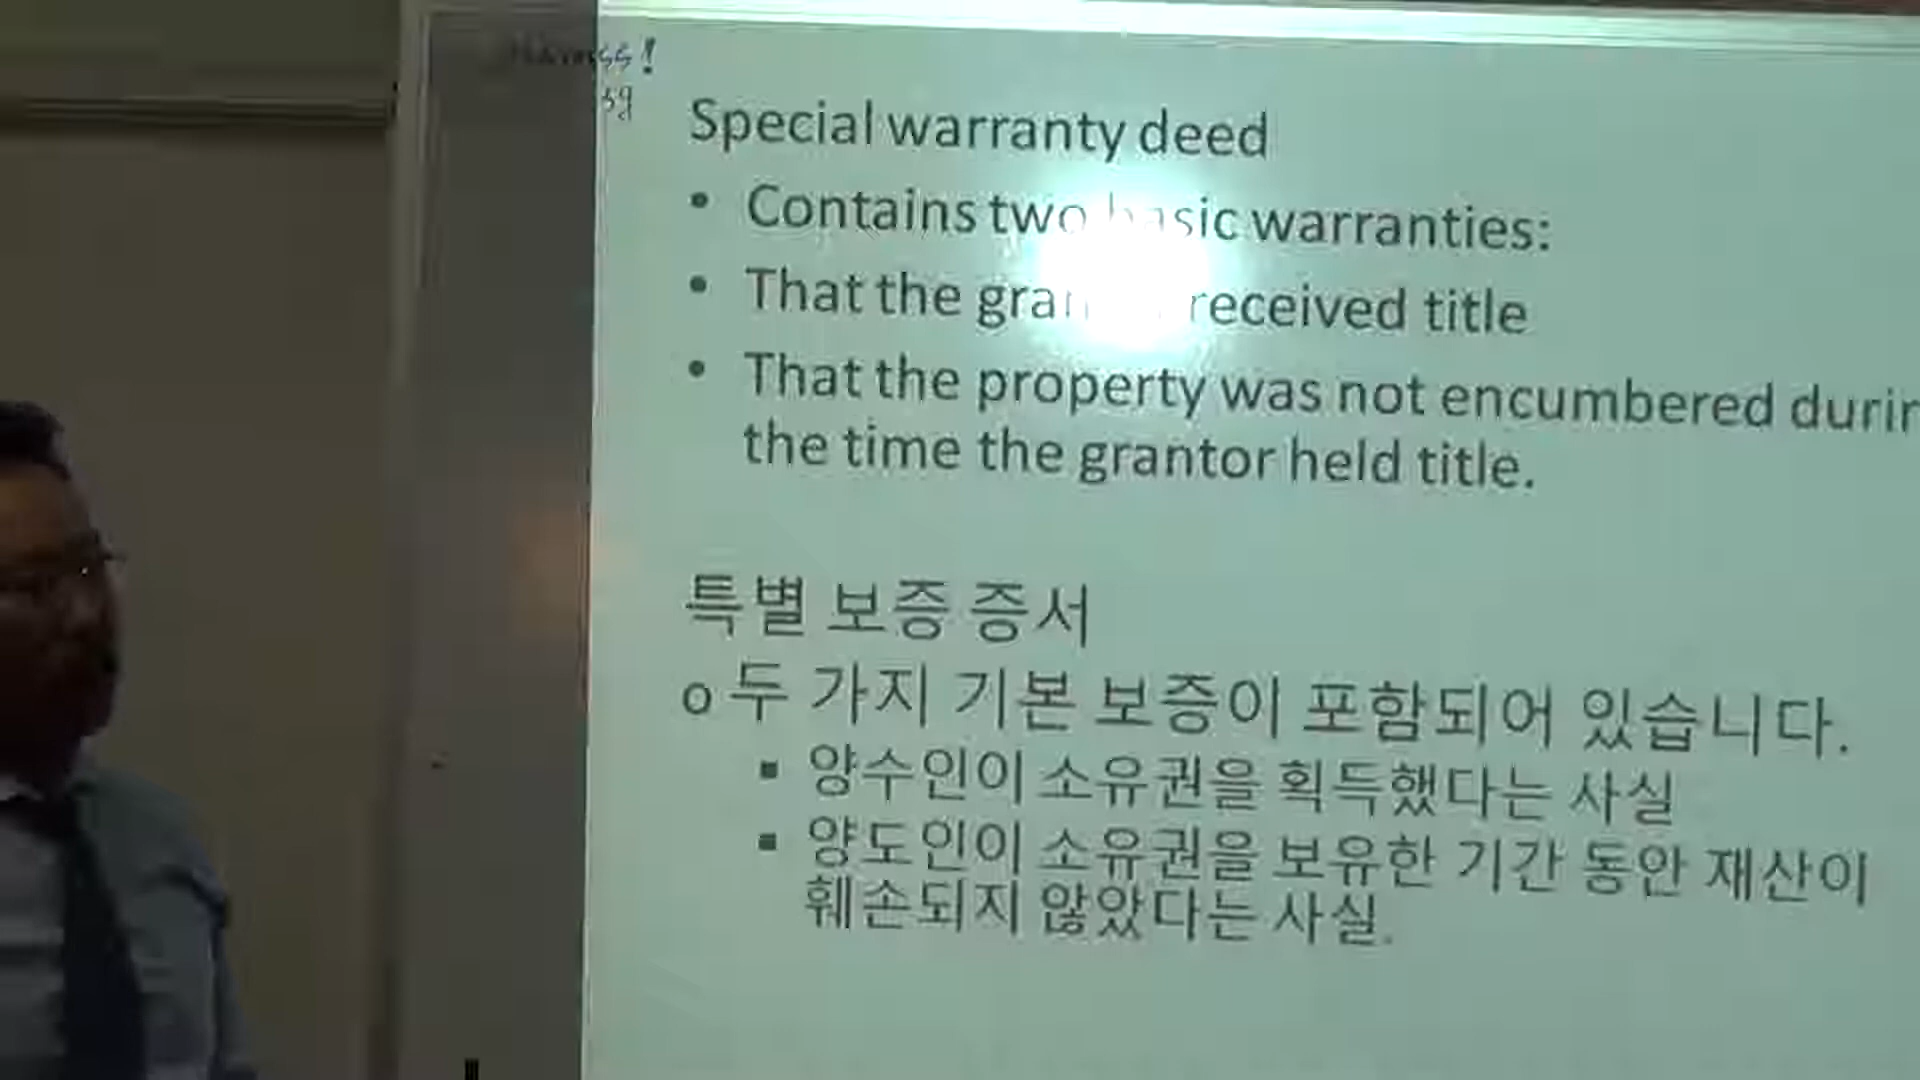 Special warranty deed
• Contains two basic warranties:
• That the received title
• That the property was not encumbered
the time the grantor held title.
특별 보증 증서
o 두 가지 기본 보증이 포함되어 있습니다.
▪ 양수인이 소유권을 획득했다는 사실
▪ 양도인이 소유권을 보유한 기간 동안 재산이
훼손되지 않았다는 사실.